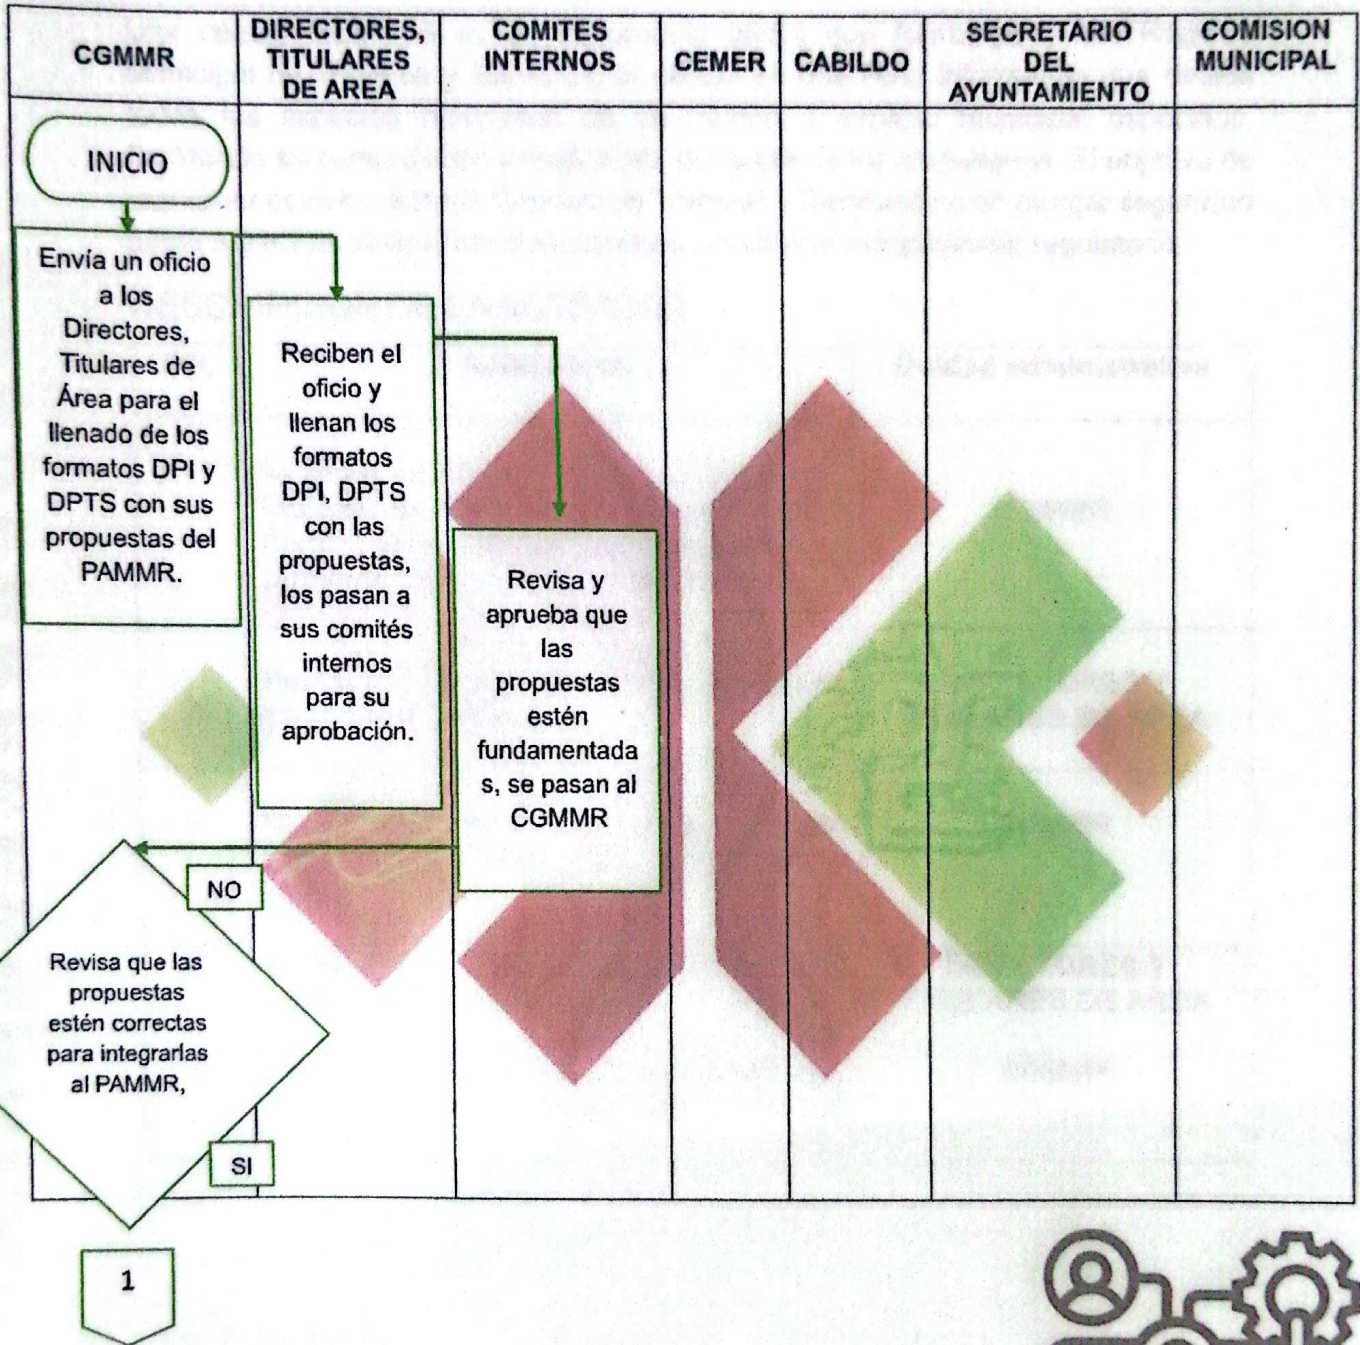 CGMMR
DIRECTORES,
TITULARES
DE AREA
COMITES
INTERNOS
CEMER
CABILDO
SECRETARIO
DEL
AYUNTAMIENTO
COMISION
MUNICIPAL
INICIO
Envía un oficio
a los
Directores,
Titulares de
Área para el
llenado de los
formatos DPI y
DPTS con sus
propuestas del
PAMMR.
Reciben el
oficio y
llenan los
formatos
DPI, DPTS
con las
propuestas,
los pasan a
sus comités
internos
para su
aprobación.
Revisa y
aprueba que
las
propuestas
estén
fundamentada
s, se pasan al
CGMMR
NO
Revisa que las
propuestas
estén correctas
para integrarlas
al PAMMR,
SI
1